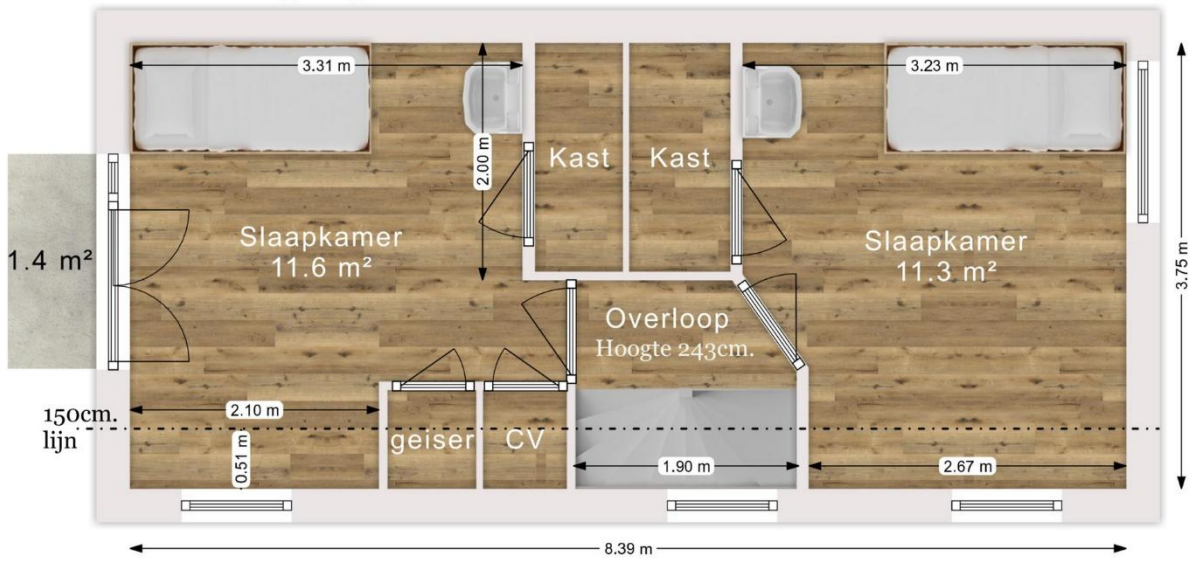 3.31 m
3.23 m
2.00 m
Kast
Kast
Slaapkamer
11.6 m²
Slaapkamer
11.3 m²
1.4 m²
3.75 m
Overloop
Hoogte 243cm.
150cm.
lijn
2.10 m
0.51 m
geiser
CV
1.90 m
2.67 m
8.39 m